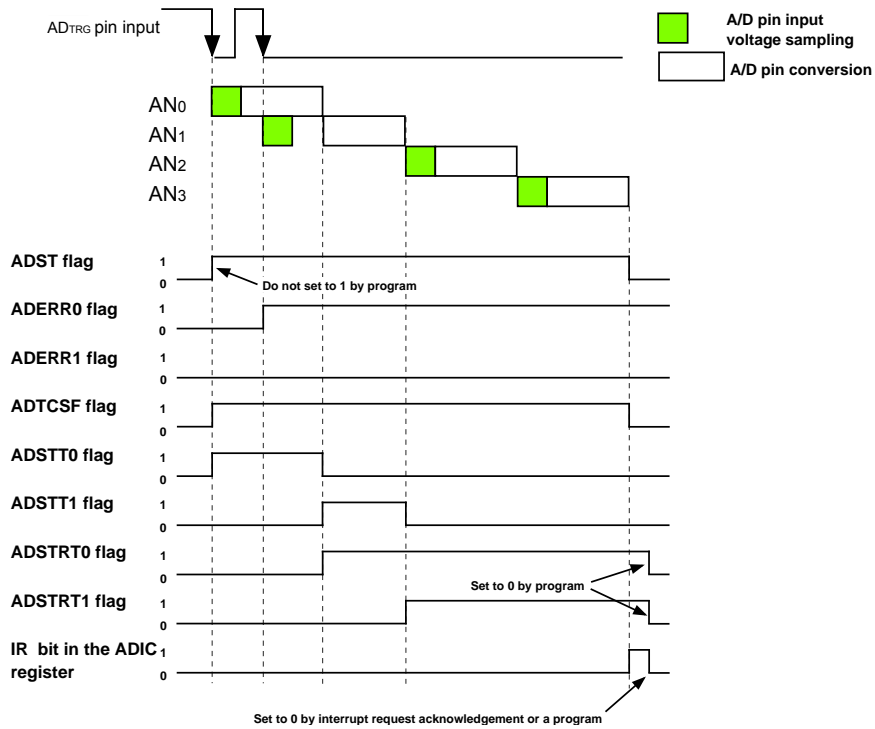 ADTRG pin input
A/D pin input
voltage sampling
A/D pin conversion
AN0
AN1
AN2
AN3
ADST flag
1
0
Do not set to 1 by program
ADERR0 flag
1
0
ADERR1 flag
1
0
ADTCSF flag
1
0
ADSTT0 flag
1
0
ADSTT1 flag
1
0
ADSTRT0 flag
1
0
Set to 0 by program
ADSTRT1 flag
1
0
IR bit in the ADIC
register
1
0
Set to 0 by interrupt request acknowledgement or a program